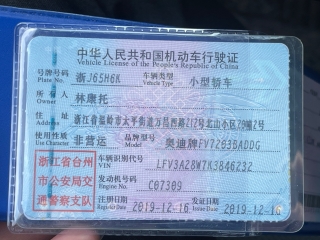 中华人民共和国机动车行驶证
Vehicle License of the People's Republic of China
号牌号码 浙J65H6K 车辆类型 小型轿车
Plate No. Vehicle Type
所有人 林康托
Owner
住址 浙江省温岭市太平街道万昌西路212号北山小区79幢2号
Address
使用性质 非营运 品牌型号 奥迪牌FV7203BADDG
Use Character Model
浙江省台州市公安局交通警察支队
车辆识别代号 LFV3A28W7K3846232
VIN
发动机号码 C07309
Engine No.
注册日期 2019-12-16 发证日期 2019-12-16
Register Date Issue Date